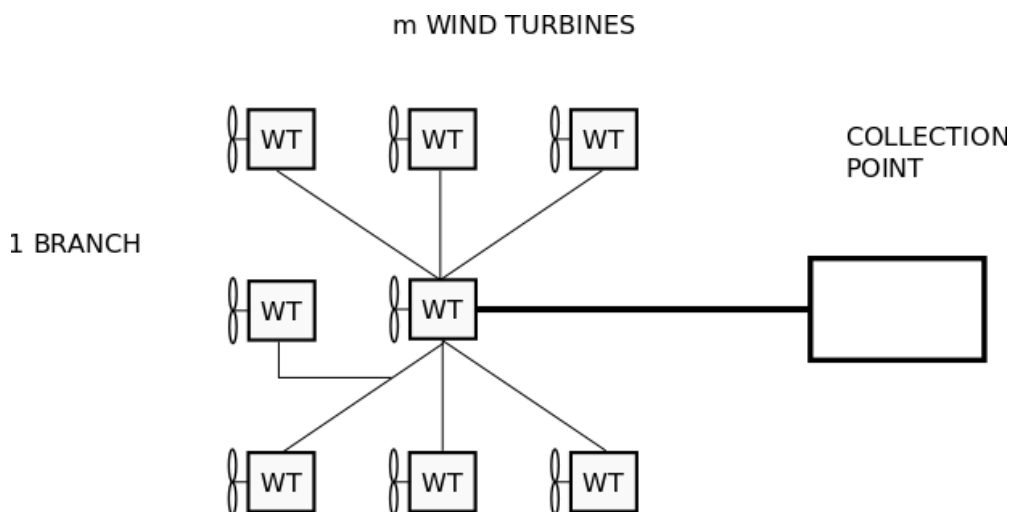 m WIND TURBINES
WT WT WT
COLLECTION
POINT
1 BRANCH
WT WT
WT WT WT